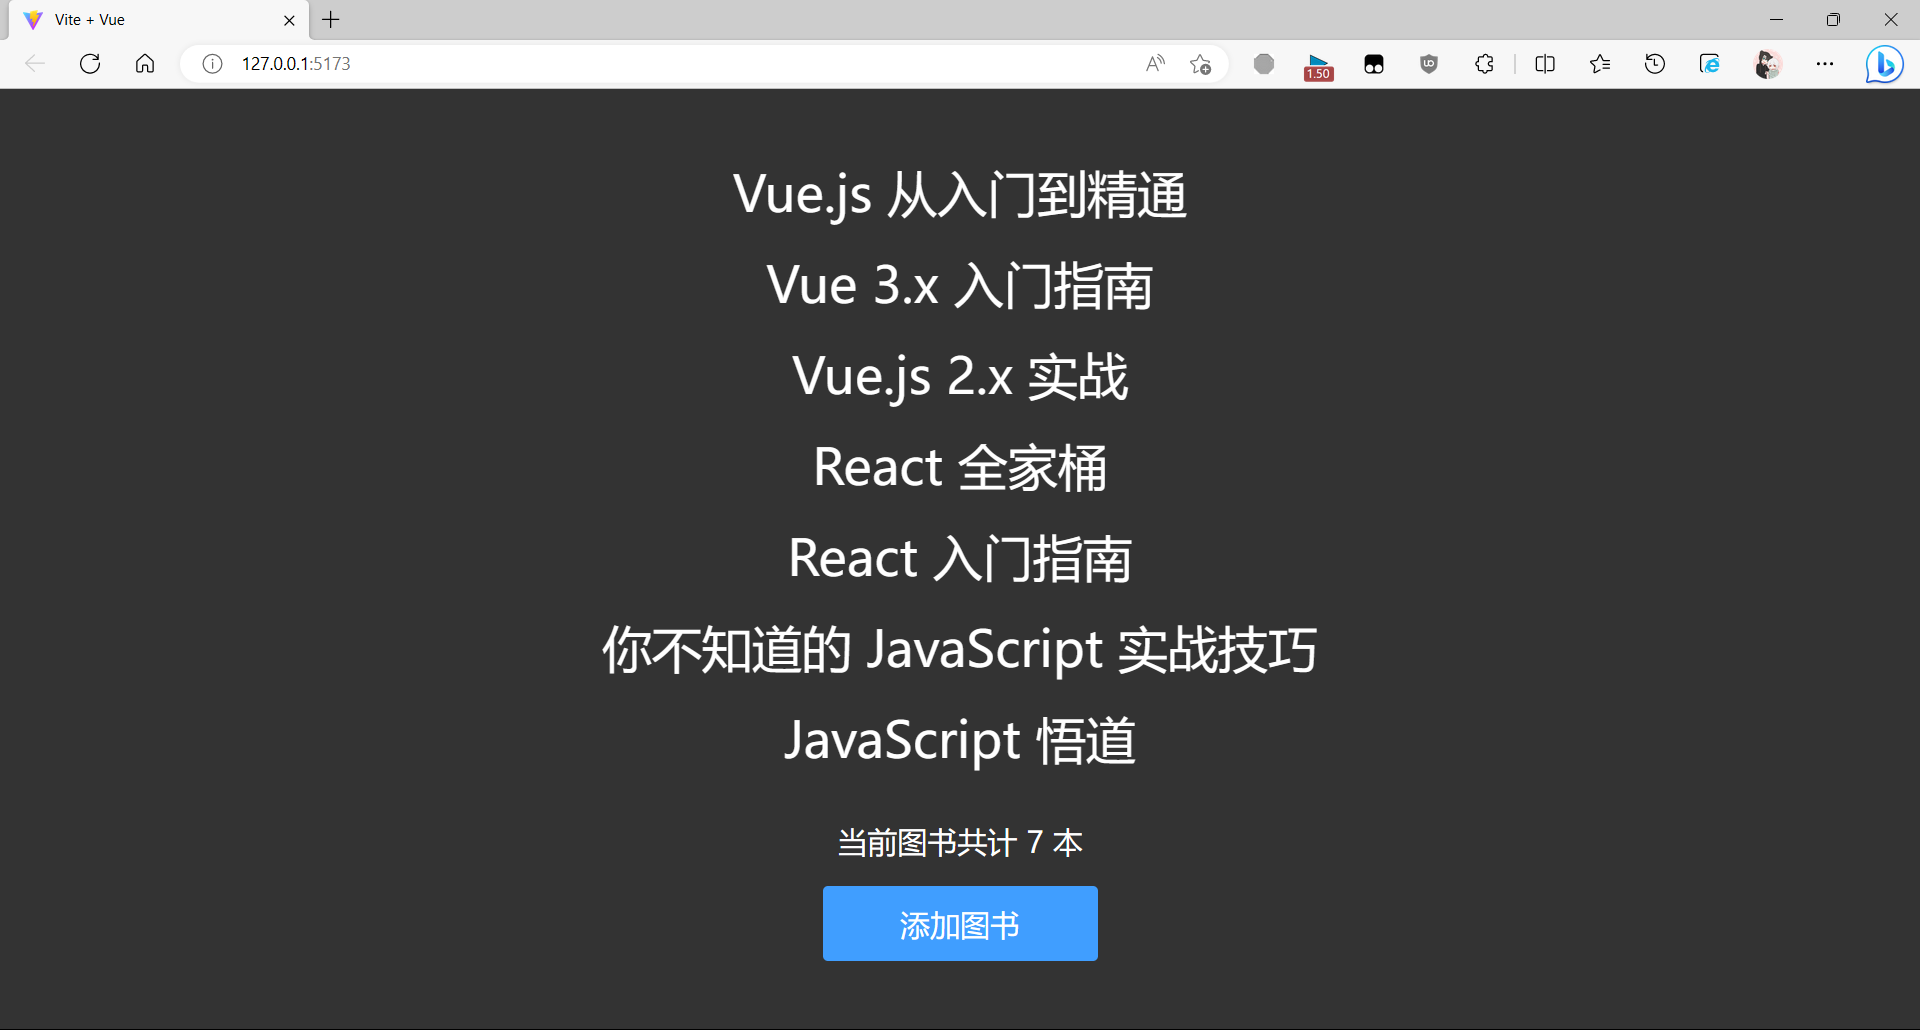 Vite + Vue
127.0.0.1:5173
1.50
Vue.js 从入门到精通
Vue 3.x 入门指南
Vue.js 2.x 实战
React 全家桶
React 入门指南
你不知道的 JavaScript 实战技巧
JavaScript 悟道
当前图书共计 7 本
添加图书